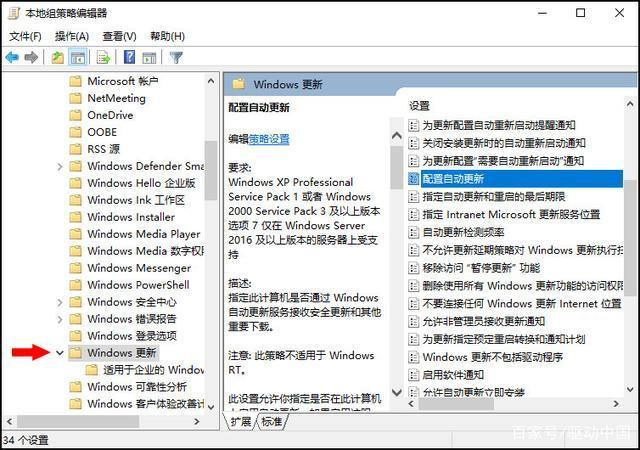 本地组策略编辑器
文件(F) 操作(A) 查看(V) 帮助(H)
Microsoft 帐户
NetMeeting
OneDrive
OOBE
RSS 源
Windows Defender Sma
Windows Hello 企业版
Windows Ink 工作区
Windows Installer
Windows Media Player
Windows Media 数字权
Windows Messenger
Windows PowerShell
Windows 安全中心
Windows 错误报告
Windows 登录选项
Windows 更新
适用于企业的 Window
Windows 可靠性分析
Windows 客户体验改善计
Windows 更新
配置自动更新
编辑策略设置
要求:
Windows XP Professional
Service Pack 1 或者 Windows
2000 Service Pack 3 及以上版本
选项 7 仅在 Windows Server
2016 及以上版本的服务器上受支
持
描述:
指定此计算机是否通过 Windows
自动更新服务接收安全更新和其他
重要下载。
注意: 此策略不适用于 Windows
RT。
此设置允许你指定是否在此计算机
设置
为更新配置自动重新启动提醒通知
关闭安装更新时的自动重新启动通知
为更新配置“需要自动重新启动”通知
配置自动更新
指定自动更新和重启的最后期限
指定 Intranet Microsoft 更新服务位置
自动更新检测频率
不允许更新延期策略对 Windows 更新执行扫
移除访问 “暂停更新” 功能
删除使用所有 Windows 更新功能的访问权限
不要连接任何 Windows 更新 Internet 位置
允许非管理员接收更新通知
为更新指定预定重启转换和通知计划
Windows 更新不包括驱动程序
启用软件通知
允许自动更新立即安装
扩展 标准
34 个设置
百家号/驱动中国